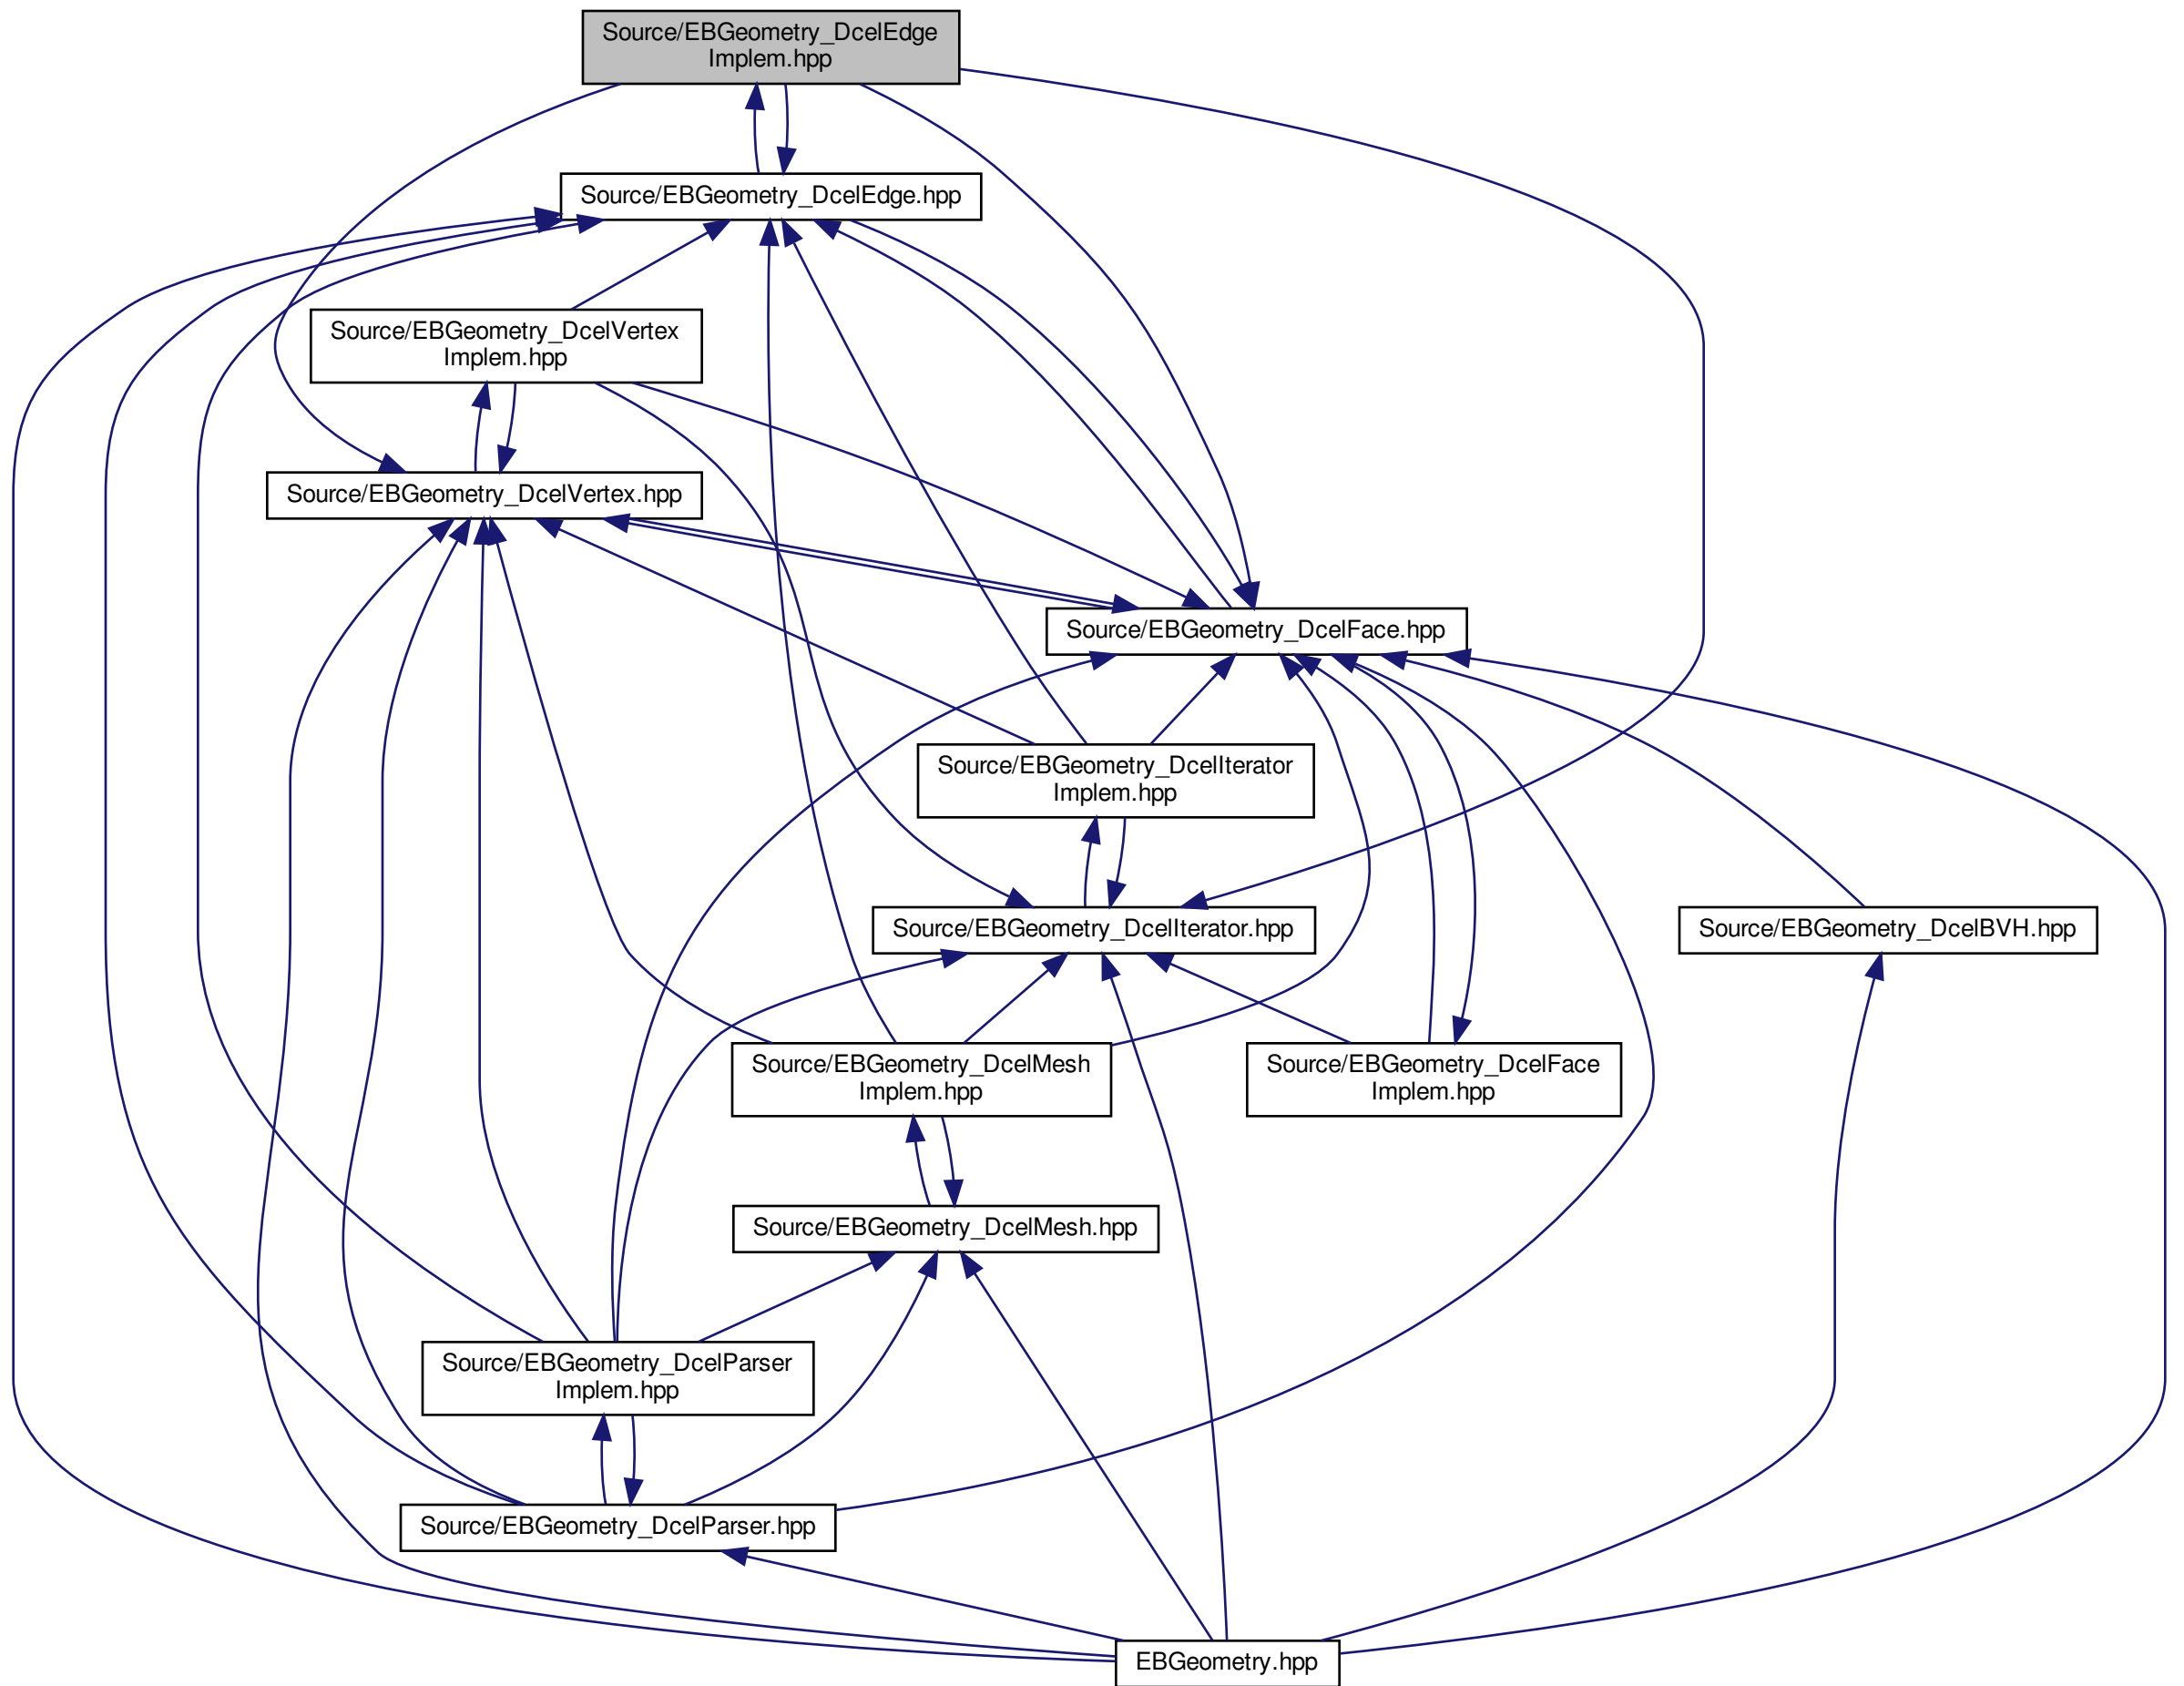 Source/EBGeometry_DcelEdge
Implem.hpp
Source/EBGeometry_DcelEdge.hpp
Source/EBGeometry_DcelVertex
Implem.hpp
Source/EBGeometry_DcelVertex.hpp
Source/EBGeometry_DcelFace.hpp
Source/EBGeometry_DcelIterator
Implem.hpp
Source/EBGeometry_DcelIterator.hpp
Source/EBGeometry_DcelBVH.hpp
Source/EBGeometry_DcelMesh
Implem.hpp
Source/EBGeometry_DcelFace
Implem.hpp
Source/EBGeometry_DcelMesh.hpp
Source/EBGeometry_DcelParser
Implem.hpp
Source/EBGeometry_DcelParser.hpp
EBGeometry.hpp